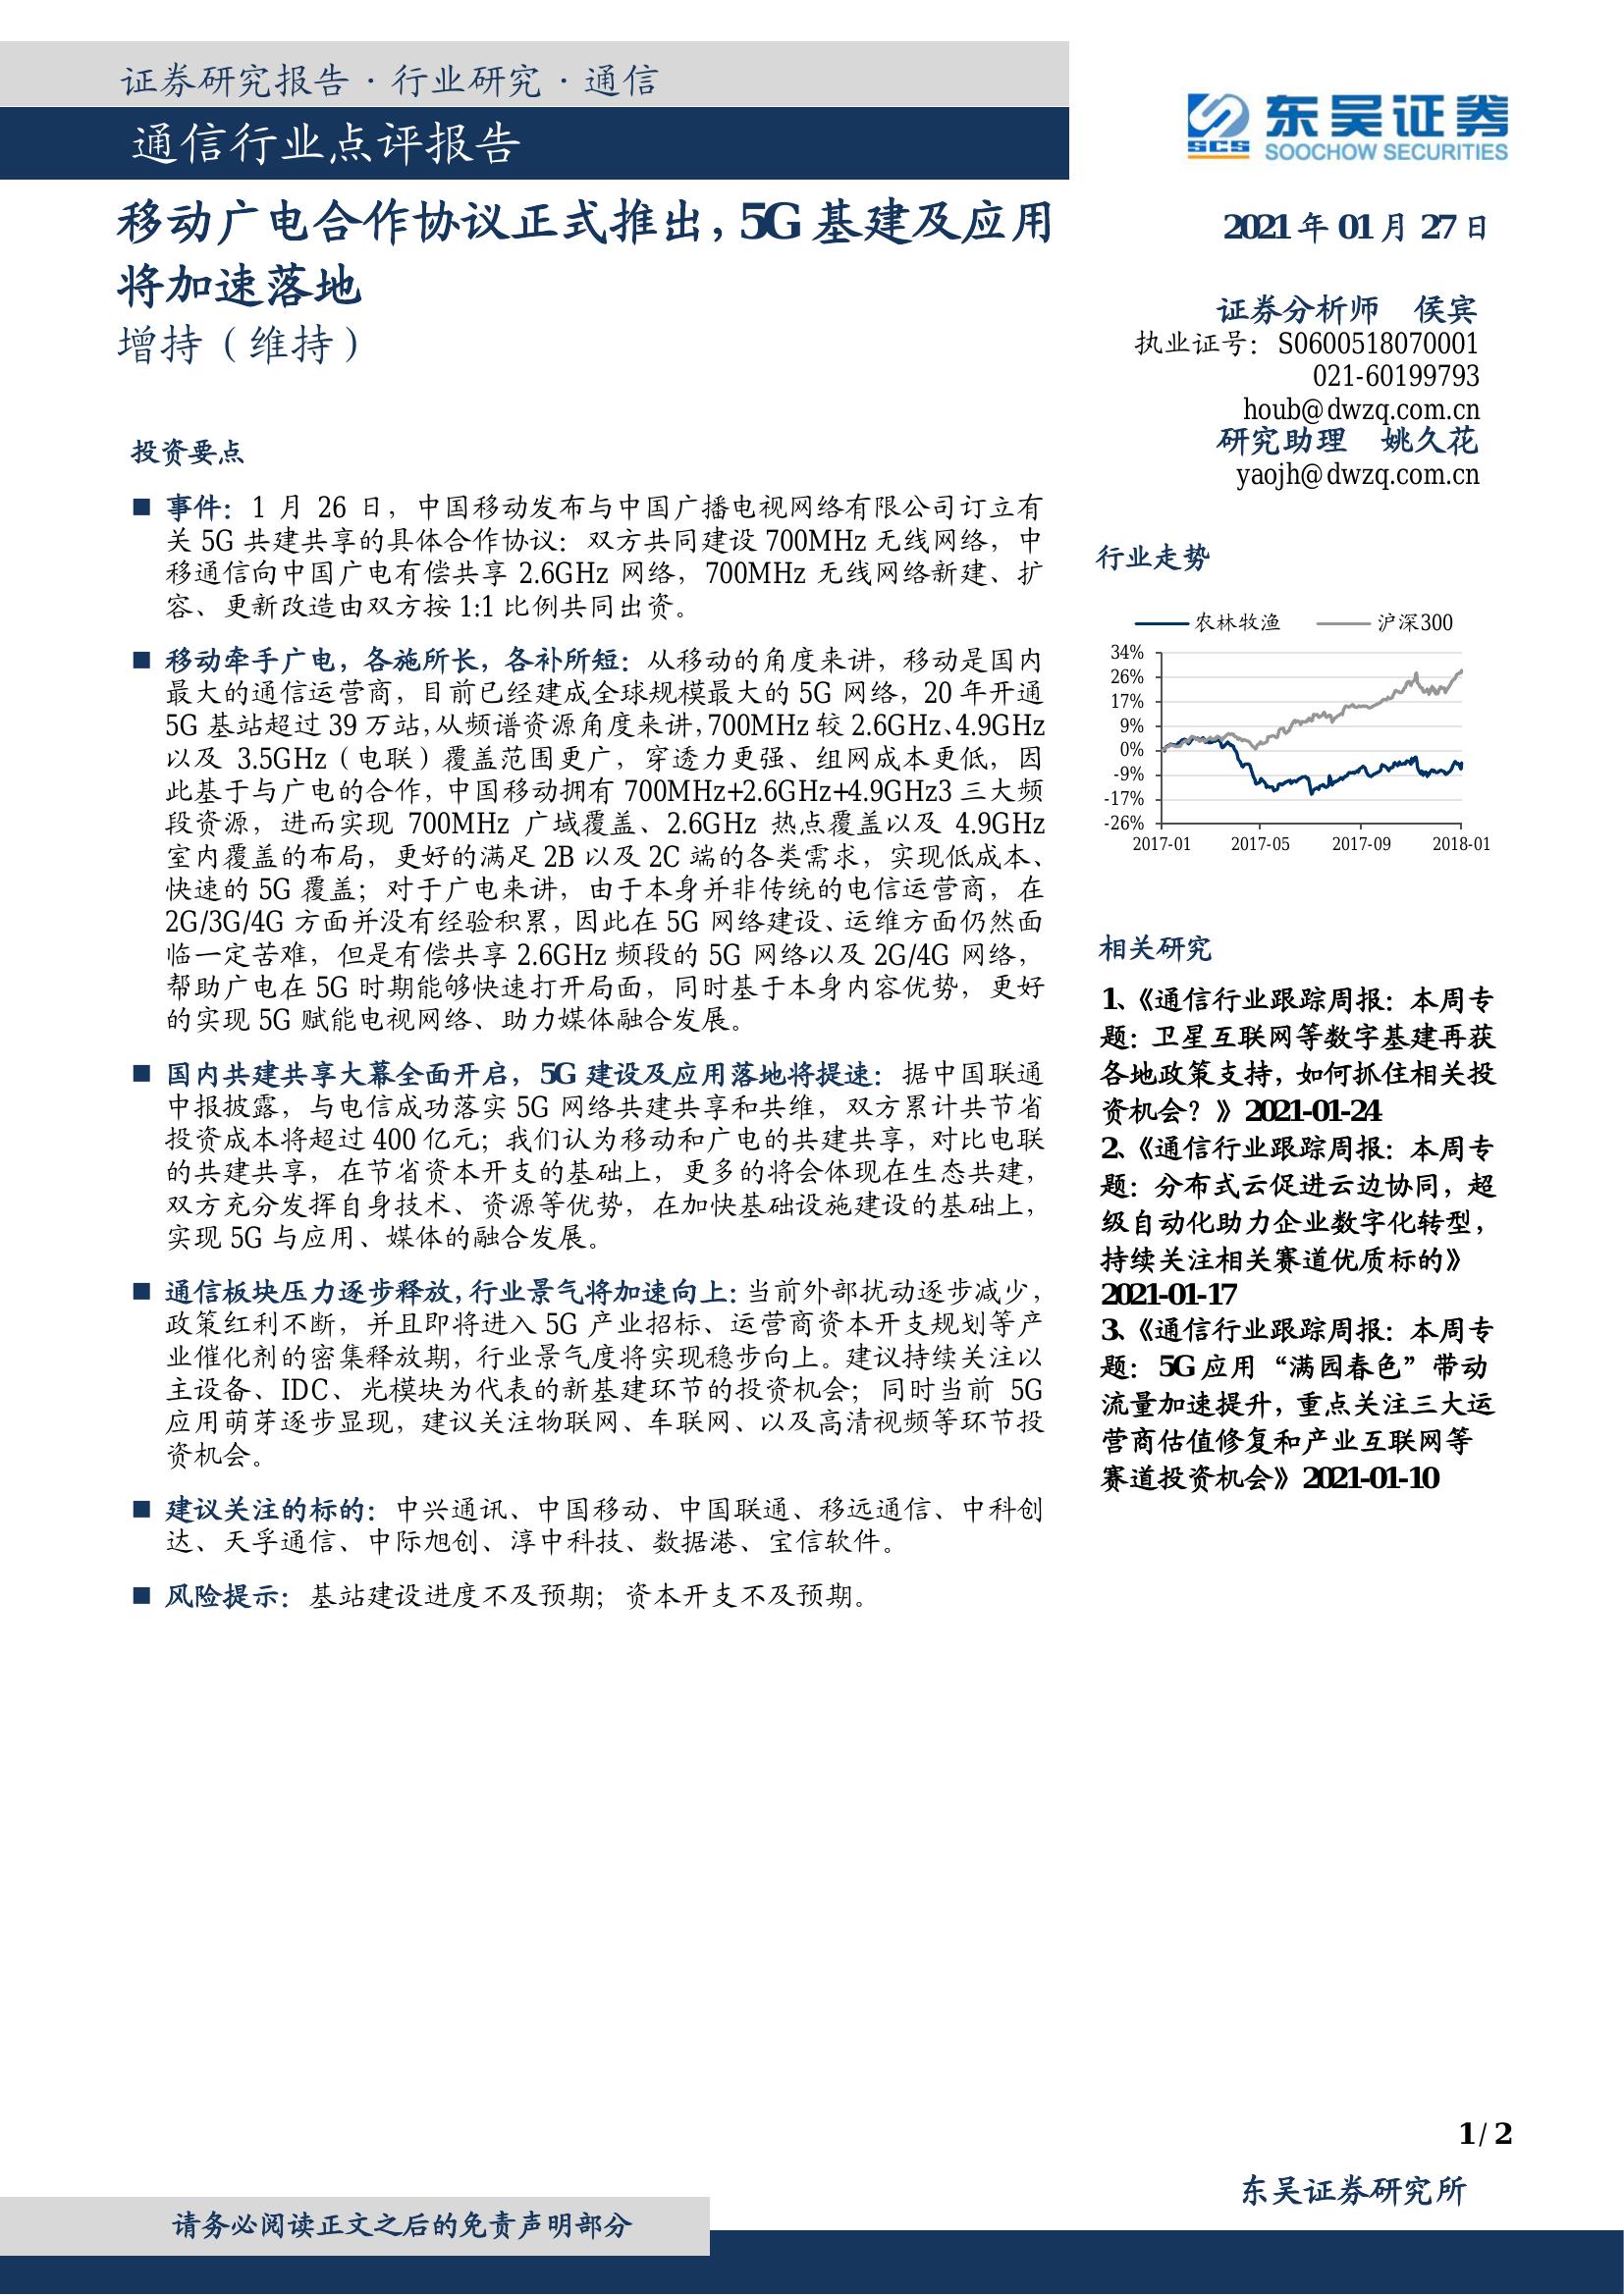 证券研究报告·行业研究·通信
通信行业点评报告
东吴证券
SCS
SOOCHOW SECURITIES
移动广电合作协议正式推出，5G 基建及应用
将加速落地
增持（维持）
2021 年 01 月 27 日
证券分析师 侯宾
执业证号：S0600518070001
021-60199793
houb@dwzq.com.cn
研究助理 姚久花
yaojh@dwzq.com.cn
投资要点
■ 事件：1 月 26 日，中国移动发布与中国广播电视网络有限公司订立有
关 5G 共建共享的具体合作协议：双方共同建设 700MHz 无线网络，中
移通信向中国广电有偿共享 2.6GHz 网络，700MHz 无线网络新建、扩
容、更新改造由双方按 1:1 比例共同出资。
■ 移动牵手广电，各施所长，各补所短：从移动的角度来讲，移动是国内
最大的通信运营商，目前已经建成全球规模最大的 5G 网络，20 年开通
5G 基站超过 39 万站，从频谱资源角度来讲，700MHz 较 2.6GHz、4.9GHz
以及 3.5GHz（电联）覆盖范围更广，穿透力更强、组网成本更低，因
此基于与广电的合作，中国移动拥有 700MHz+2.6GHz+4.9GHz3 三大频
段资源，进而实现 700MHz 广域覆盖、2.6GHz 热点覆盖以及 4.9GHz
室内覆盖的布局，更好的满足 2B 以及 2C 端的各类需求，实现低成本、
快速的 5G 覆盖；对于广电来讲，由于本身并非传统的电信运营商，在
2G/3G/4G 方面并没有经验积累，因此在 5G 网络建设、运维方面仍然面
临一定苦难，但是有偿共享 2.6GHz 频段的 5G 网络以及 2G/4G 网络，
帮助广电在 5G 时期能够快速打开局面，同时基于本身内容优势，更好
的实现 5G 赋能电视网络、助力媒体融合发展。
■ 国内共建共享大幕全面开启，5G 建设及应用落地将提速：据中国联通
中报披露，与电信成功落实 5G 网络共建共享和共维，双方累计共节省
投资成本将超过 400 亿元；我们认为移动和广电的共建共享，对比电联
的共建共享，在节省资本开支的基础上，更多的将会体现在生态共建，
双方充分发挥自身技术、资源等优势，在加快基础设施建设的基础上，
实现 5G 与应用、媒体的融合发展。
■ 通信板块压力逐步释放，行业景气将加速向上：当前外部扰动逐步减少，
政策红利不断，并且即将进入 5G 产业招标、运营商资本开支规划等产
业催化剂的密集释放期，行业景气度将实现稳步向上。建议持续关注以
主设备、IDC、光模块为代表的新基建环节的投资机会；同时当前 5G
应用萌芽逐步显现，建议关注物联网、车联网、以及高清视频等环节投
资机会。
■ 建议关注的标的：中兴通讯、中国移动、中国联通、移远通信、中科创
达、天孚通信、中际旭创、淳中科技、数据港、宝信软件。
■ 风险提示：基站建设进度不及预期；资本开支不及预期。
行业走势
农林牧渔 沪深300
34%
26%
17%
9%
0%
-9%
-17%
-26%
2017-01 2017-05 2017-09 2018-01
相关研究
1、《通信行业跟踪周报：本周专
题：卫星互联网等数字基建再获
各地政策支持，如何抓住相关投
资机会？》2021-01-24
2、《通信行业跟踪周报：本周专
题：分布式云促进云边协同，超
级自动化助力企业数字化转型，
持续关注相关赛道优质标的》
2021-01-17
3、《通信行业跟踪周报：本周专
题：5G 应用“满园春色”带动
流量加速提升，重点关注三大运
营商估值修复和产业互联网等
赛道投资机会》2021-01-10
1 / 2
东吴证券研究所
请务必阅读正文之后的免责声明部分